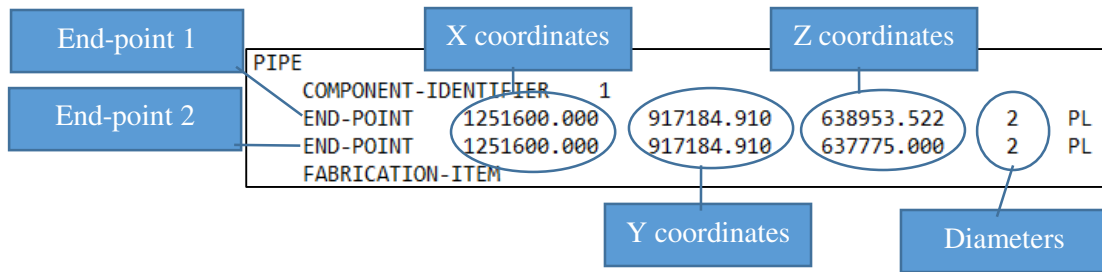 End-point 1
X coordinates
Z coordinates
PIPE
COMPONENT-IDENTIFIER 1
End-point 2
END-POINT 1251600.000 917184.910 638953.522 2 PL
END-POINT 1251600.000 917184.910 637775.000 2 PL
FABRICATION-ITEM
Y coordinates
Diameters